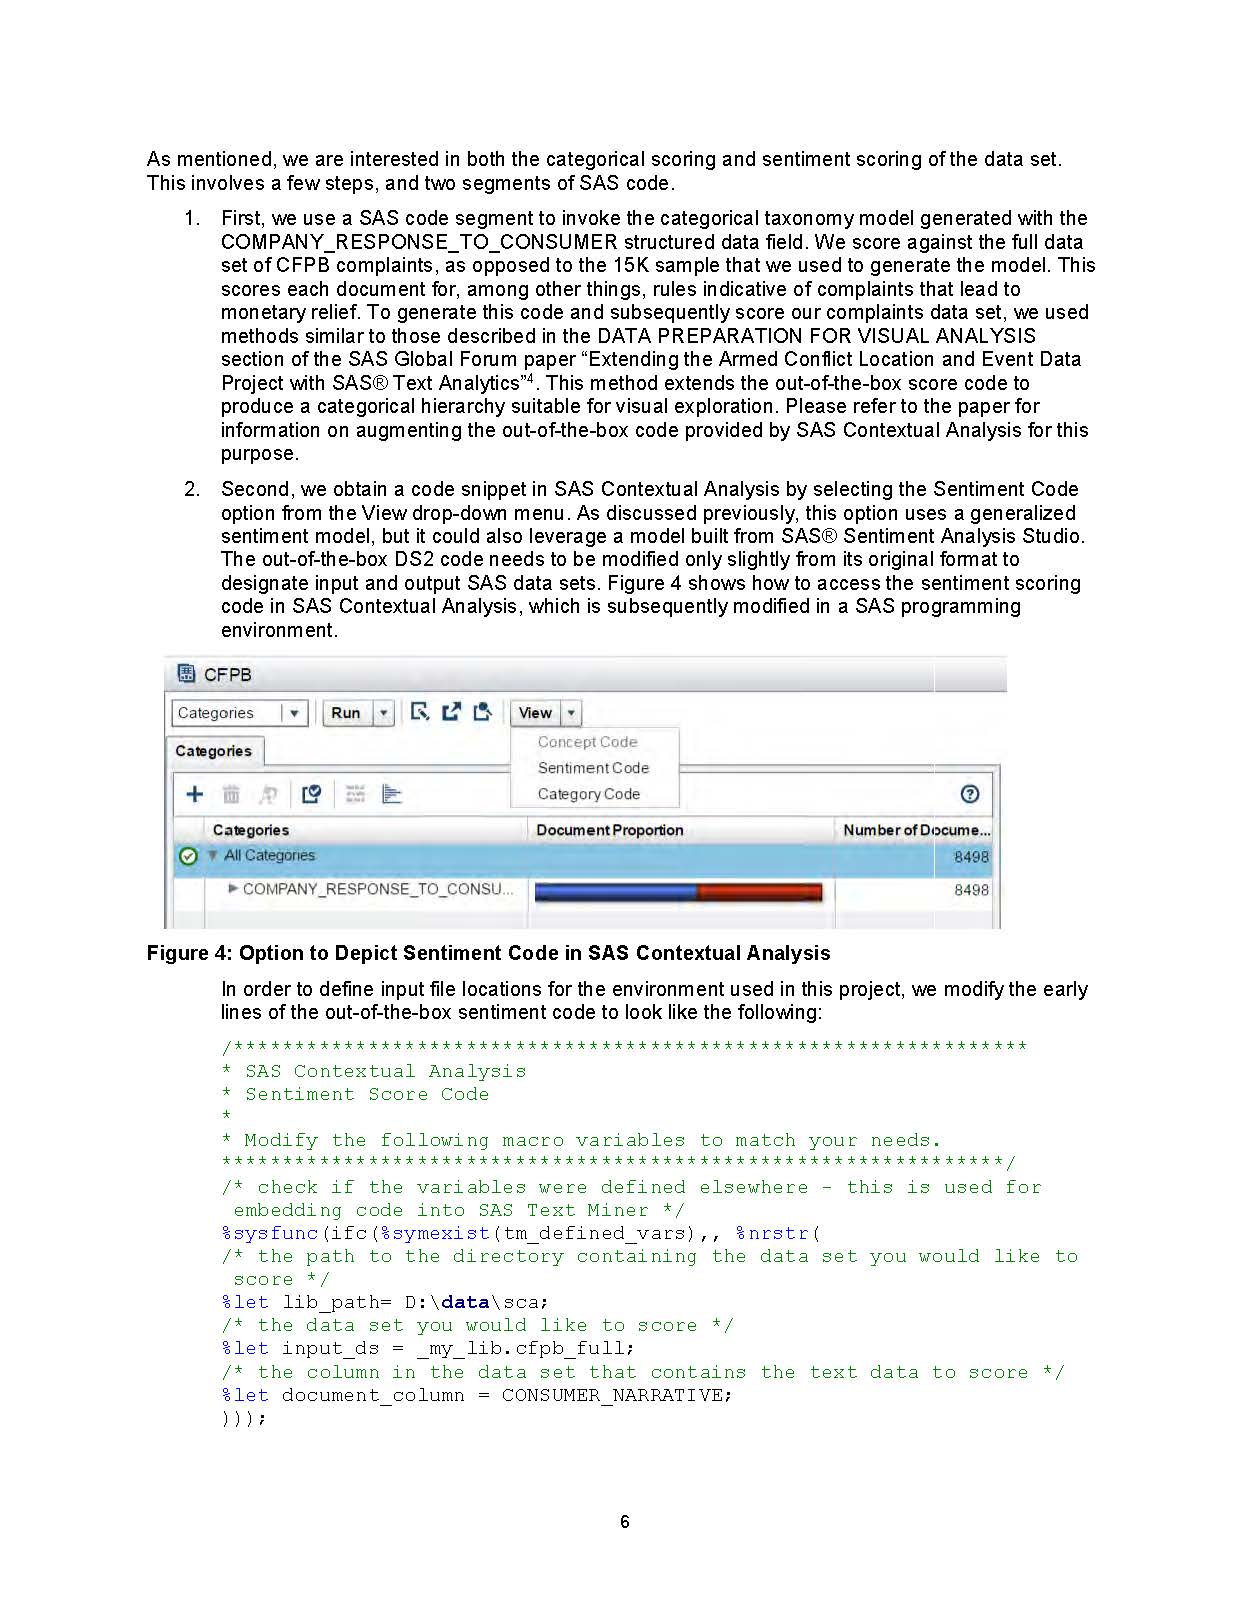 As mentioned, we are interested in both the categorical scoring and sentiment scoring of the data set.
This involves a few steps, and two segments of SAS code.
1. First, we use a SAS code segment to invoke the categorical taxonomy model generated with the
COMPANY_RESPONSE_TO_CONSUMER structured data field. We score against the full data
set of CFPB complaints, as opposed to the 15K sample that we used to generate the model. This
scores each document for, among other things, rules indicative of complaints that lead to
monetary relief. To generate this code and subsequently score our complaints data set, we used
methods similar to those described in the DATA PREPARATION FOR VISUAL ANALYSIS
section of the SAS Global Forum paper “Extending the Armed Conflict Location and Event Data
Project with SAS® Text Analytics”4. This method extends the out-of-the-box score code to
produce a categorical hierarchy suitable for visual exploration. Please refer to the paper for
information on augmenting the out-of-the-box code provided by SAS Contextual Analysis for this
purpose.
2. Second, we obtain a code snippet in SAS Contextual Analysis by selecting the Sentiment Code
option from the View drop-down menu. As discussed previously, this option uses a generalized
sentiment model, but it could also leverage a model built from SAS® Sentiment Analysis Studio.
The out-of-the-box DS2 code needs to be modified only slightly from its original format to
designate input and output SAS data sets. Figure 4 shows how to access the sentiment scoring
code in SAS Contextual Analysis, which is subsequently modified in a SAS programming
environment.
CFPB
Categories Run View
Concept Code
Categories
Sentiment Code
Category Code
Categories Document Proportion Number of Docume...
All Categories 8498
COMPANY_RESPONSE_TO_CONSU... 8498
Figure 4: Option to Depict Sentiment Code in SAS Contextual Analysis
In order to define input file locations for the environment used in this project, we modify the early
lines of the out-of-the-box sentiment code to look like the following:
/*****************************************************************
* SAS Contextual Analysis
* Sentiment Score Code
*
* Modify the following macro variables to match your needs.
****************************************************************/
/* check if the variables were defined elsewhere - this is used for
embedding code into SAS Text Miner */
%sysfunc(ifc(%symexist(tm_defined_vars),, %nrstr(
/* the path to the directory containing the data set you would like to
score */
%let lib_path= D:\data\sca;
/* the data set you would like to score */
%let input_ds = _my_lib.cfpb_full;
/* the column in the data set that contains the text data to score */
%let document_column = CONSUMER_NARRATIVE;
)));
6